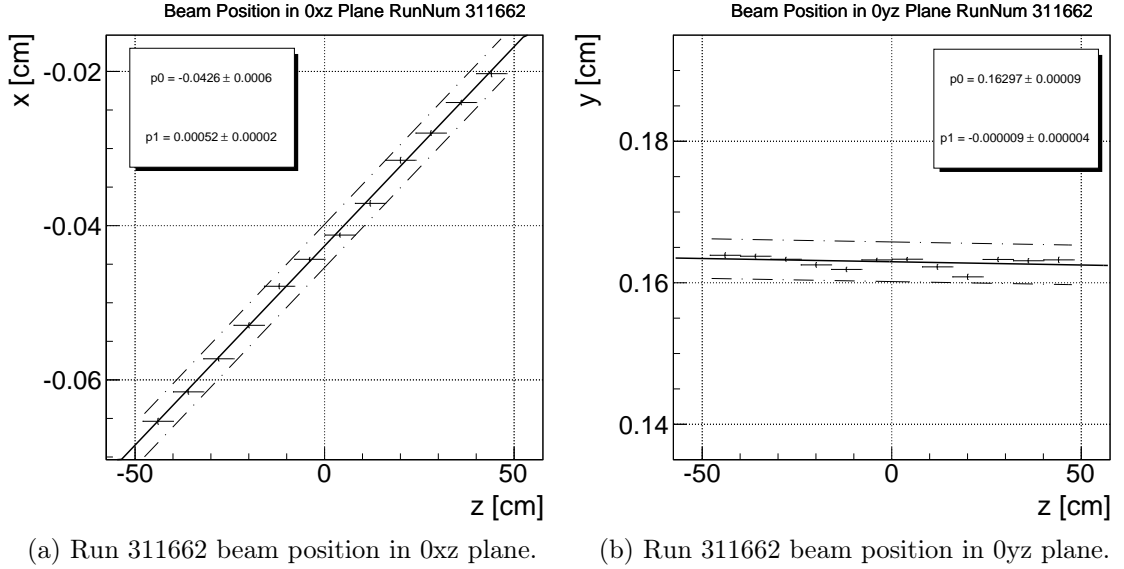 Beam Position in 0xz Plane RunNum 311662
x [cm]
p0 = -0.0426 ± 0.0006
p1 = 0.00052 ± 0.00002
-0.02
-0.04
-0.06
-50 0 50
z [cm]
(a) Run 311662 beam position in 0xz plane.
Beam Position in 0yz Plane RunNum 311662
y [cm]
p0 = 0.16297 ± 0.00009
p1 = -0.000009 ± 0.000004
0.18
0.16
0.14
-50 0 50
z [cm]
(b) Run 311662 beam position in 0yz plane.